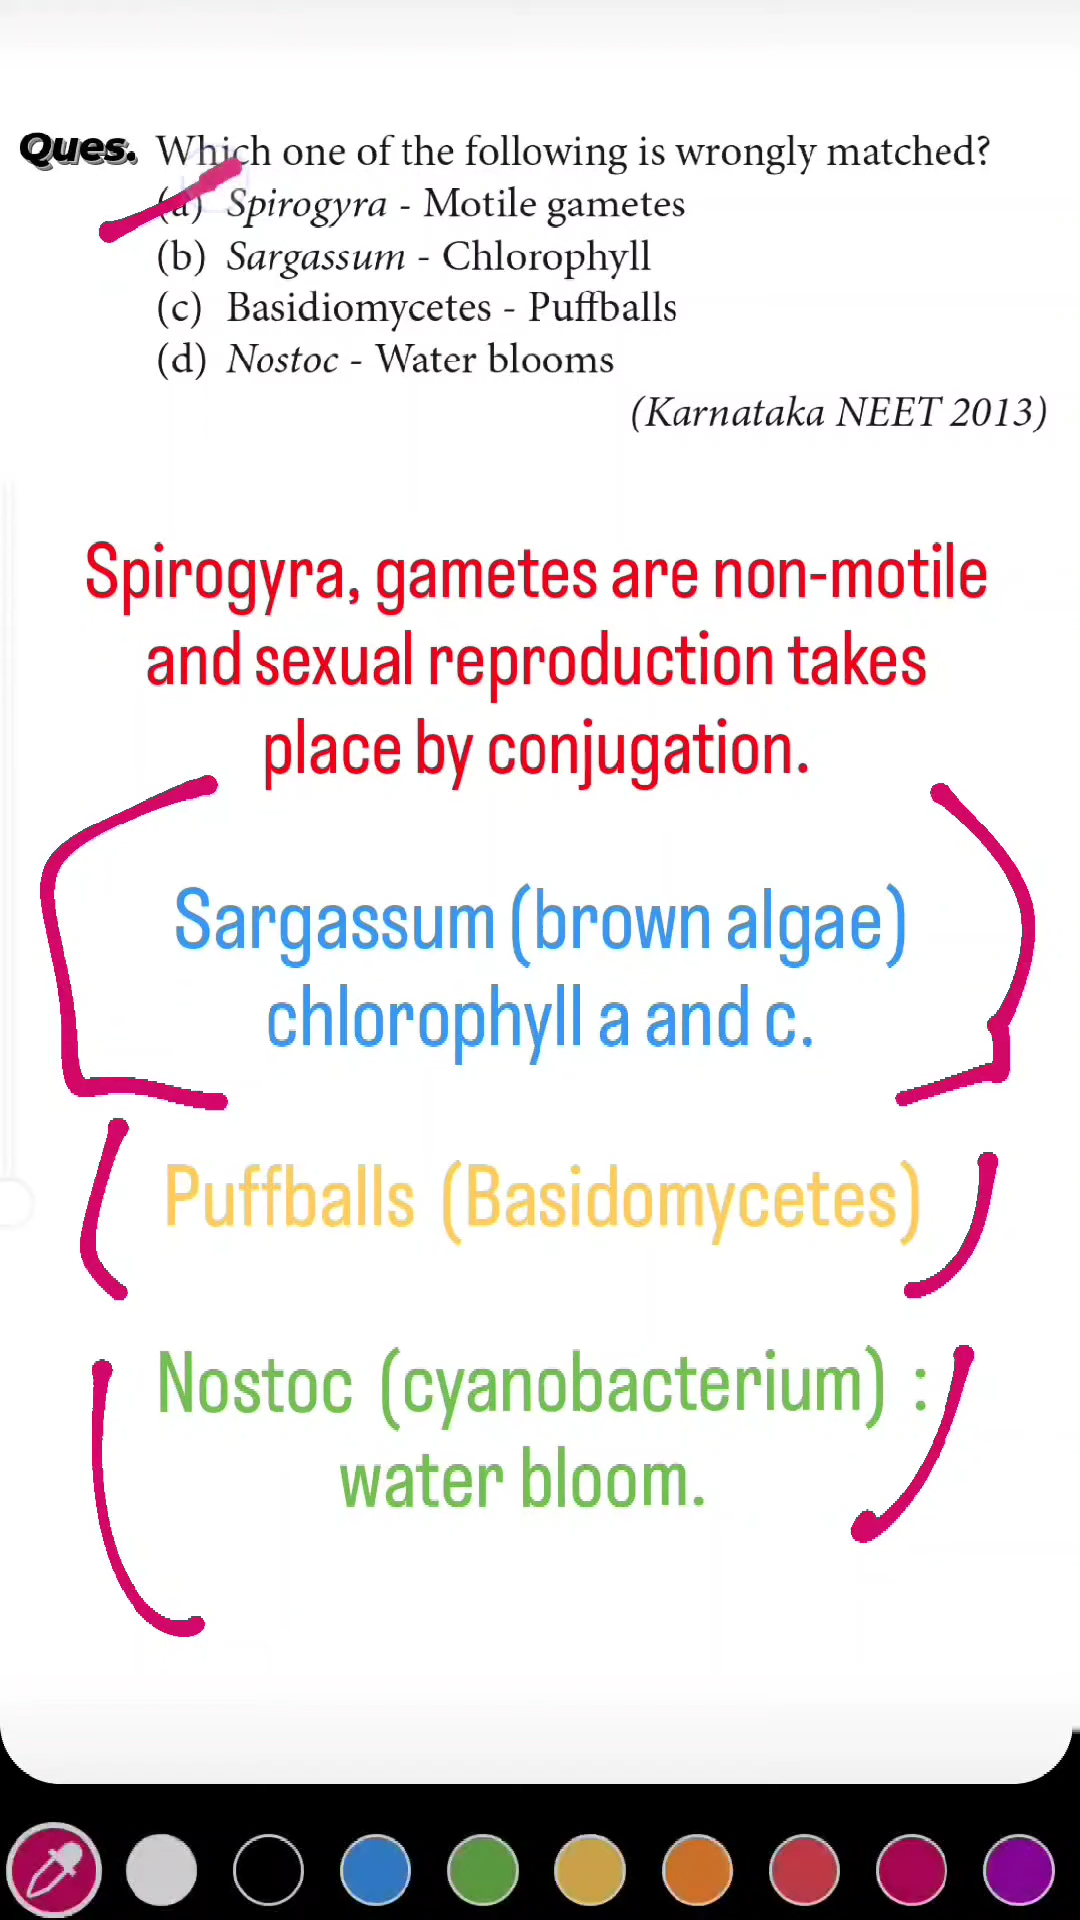 Ques. Which one of the following is wrongly matched?
(a) Spirogyra - Motile gametes
(b) Sargassum - Chlorophyll
(c) Basidiomycetes - Puffballs
(d) Nostoc - Water blooms
(Karnataka NEET 2013)
Spirogyra, gametes are non-motile
and sexual reproduction takes
place by conjugation.
Sargassum (brown algae)
chlorophyll a and c.
Puffballs (Basidomycetes)
Nostoc (cyanobacterium) :
water bloom.